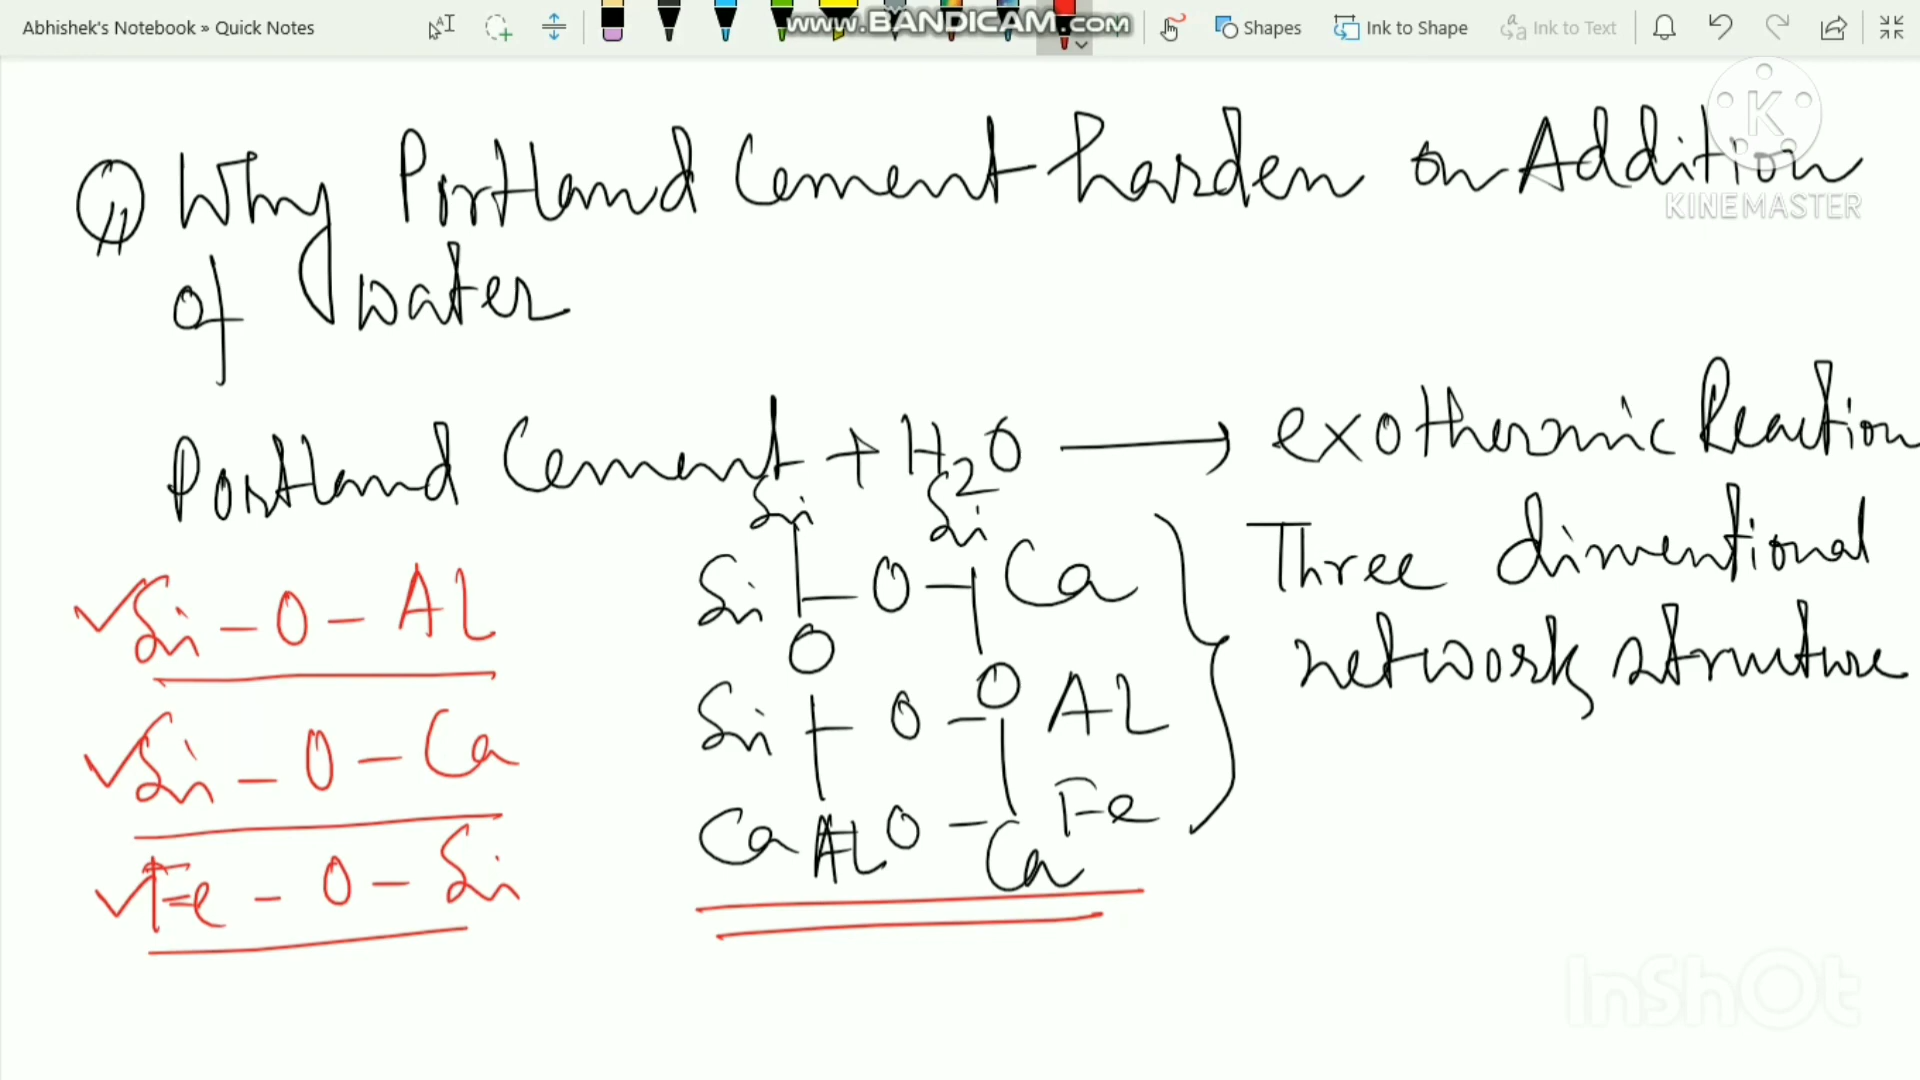 Abhishek's Notebook » Quick Notes
www.BANDICAM.com
Shapes
Ink to Shape
Ink to Text
K
KINEMASTER
Q Why Portland Cement harden on Addition
of water
Portland Cement + H2O → exothermic Reaction
Three dimentional
network structure
Si - O - Al
Si - O - Ca
Fe - O - Si
Si Si
Si - O - Ca
O
O
Si - O - Al
Ca O - Fe
Al Ca
InShOt